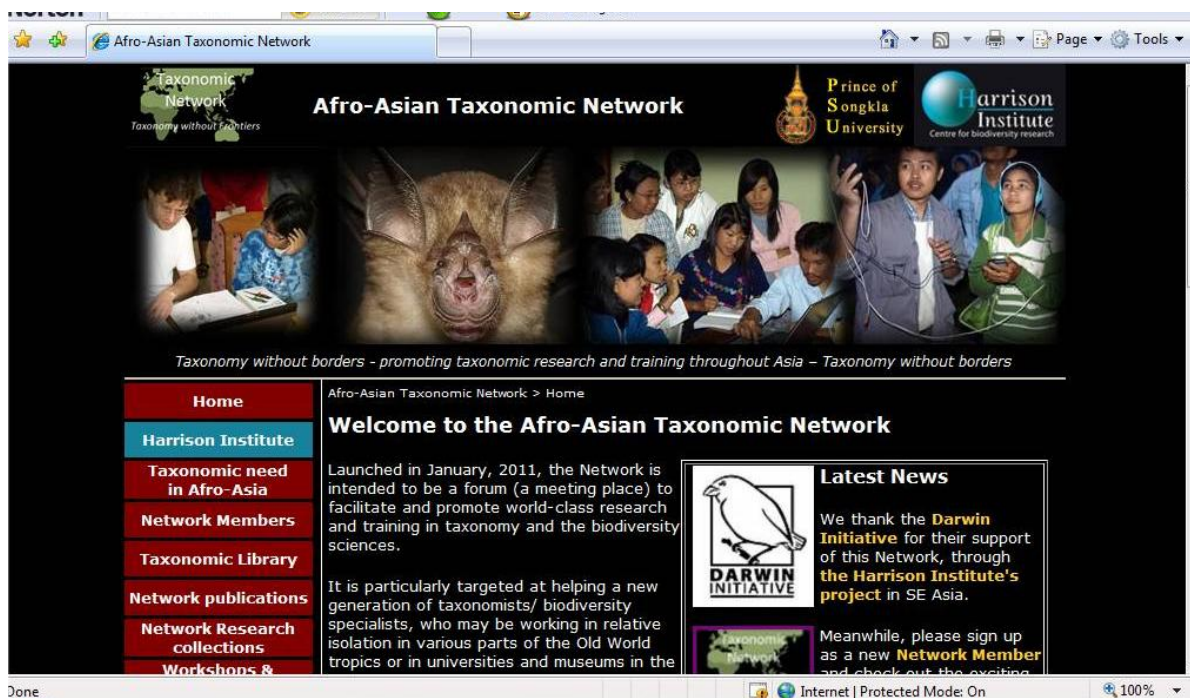 Norton
Afro-Asian Taxonomic Network
Page
Tools
Taxonomic
Network
Taxonomy without Frontiers
Afro-Asian Taxonomic Network
Prince of
Songkla
University
Harrison
Institute
Centre for biodiversity research
Taxonomy without borders - promoting taxonomic research and training throughout Asia – Taxonomy without borders
Home
Harrison Institute
Taxonomic need
in Afro-Asia
Network Members
Taxonomic Library
Network publications
Network Research
collections
Workshops &
Afro-Asian Taxonomic Network > Home
Welcome to the Afro-Asian Taxonomic Network
Launched in January, 2011, the Network is
intended to be a forum (a meeting place) to
facilitate and promote world-class research
and training in taxonomy and the biodiversity
sciences.
It is particularly targeted at helping a new
generation of taxonomists/ biodiversity
specialists, who may be working in relative
isolation in various parts of the Old World
tropics or in universities and museums in the
DARWIN
INITIATIVE
Latest News
We thank the Darwin
Initiative for their support
of this Network, through
the Harrison Institute's
project in SE Asia.
Taxonomic
Network
Meanwhile, please sign up
as a new Network Member
and check out the exciting
Done
Internet | Protected Mode: On
100%